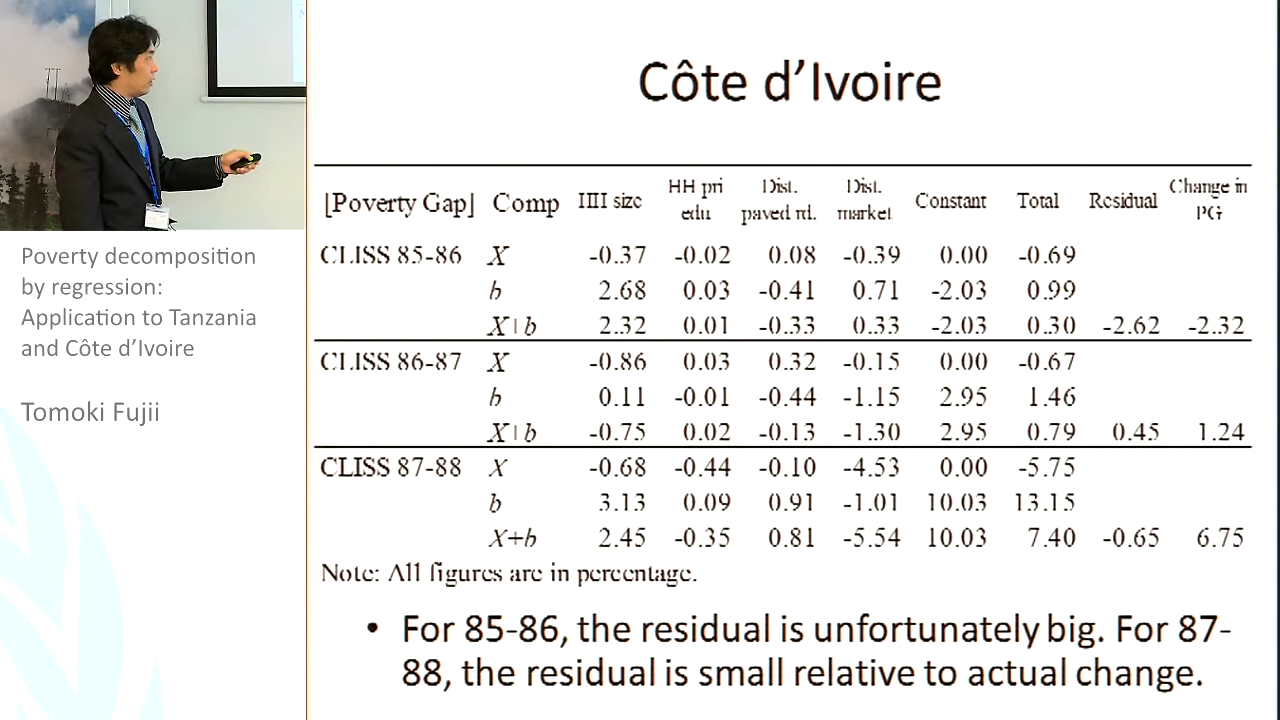 Côte d’Ivoire
[Poverty Gap] Comp HH size HH pri edu Dist. paved rd. Dist. market Constant Total Residual Change in PG
CLISS 85-86 X -0.37 -0.02 0.08 -0.39 0.00 -0.69
b 2.68 0.03 -0.41 0.71 -2.03 0.99
X+b 2.32 0.01 -0.33 0.33 -2.03 0.30 -2.62 -2.32
CLISS 86-87 X -0.86 0.03 0.32 -0.15 0.00 -0.67
b 0.11 -0.01 -0.44 -1.15 2.95 1.46
X+b -0.75 0.02 -0.13 -1.30 2.95 0.79 0.45 1.24
CLISS 87-88 X -0.68 -0.44 -0.10 -4.53 0.00 -5.75
b 3.13 0.09 0.91 -1.01 10.03 13.15
X+b 2.45 -0.35 0.81 -5.54 10.03 7.40 -0.65 6.75
Note: All figures are in percentage.
• For 85-86, the residual is unfortunately big. For 87-
88, the residual is small relative to actual change.
Poverty decomposition
by regression:
Application to Tanzania
and Côte d’Ivoire
Tomoki Fujii